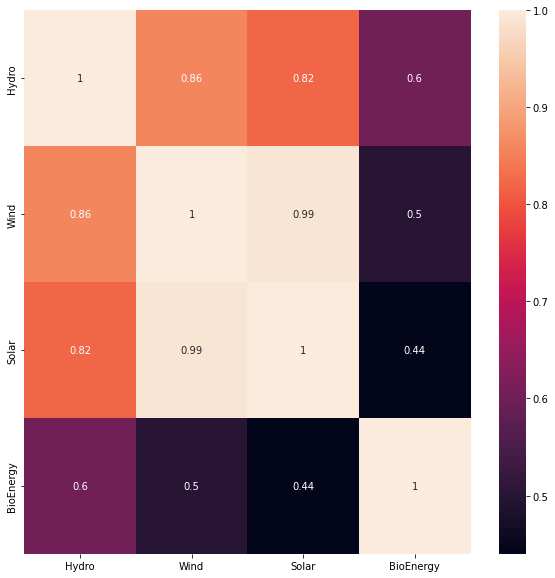 Hydro 1 0.86 0.82 0.6
Wind 0.86 1 0.99 0.5
Solar 0.82 0.99 1 0.44
BioEnergy 0.6 0.5 0.44 1
Hydro Wind Solar BioEnergy
1.0
0.9
0.8
0.7
0.6
0.5